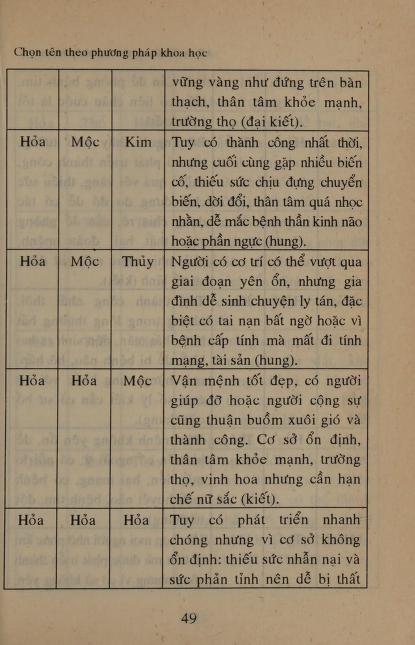 Chọn tên theo phương pháp khoa học
vững vàng như đứng trên bàn
thạch, thân tâm khỏe mạnh,
trường thọ (đại kiết).
Hỏa Mộc Kim Tuy có thành công nhất thời,
nhưng cuối cùng gặp nhiều biến
cố, thiếu sức chịu đựng chuyển
biến, dời đổi, thân tâm quá nhọc
nhằn, dễ mắc bệnh thần kinh não
hoặc phần ngực (hung).
Hỏa Mộc Thủy Người có cơ trí có thể vượt qua
giai đoạn yên ổn, nhưng gia
đình dễ sinh chuyện ly tán, đặc
biệt có tai nạn bất ngờ hoặc vì
bệnh cấp tính mà mất đi tính
mạng, tài sản (hung).
Hỏa Hỏa Mộc Vận mệnh tốt đẹp, có người
giúp đỡ hoặc người cộng sự
cũng thuận buồm xuôi gió và
thành công. Cơ sở ổn định,
thân tâm khỏe mạnh, trường
thọ, vinh hoa nhưng cần hạn
chế nữ sắc (kiết).
Hỏa Hỏa Hỏa Tuy có phát triển nhanh
chóng nhưng vì cơ sở không
ổn định: thiếu sức nhẫn nại và
sức phản tỉnh nên dễ bị thất
49